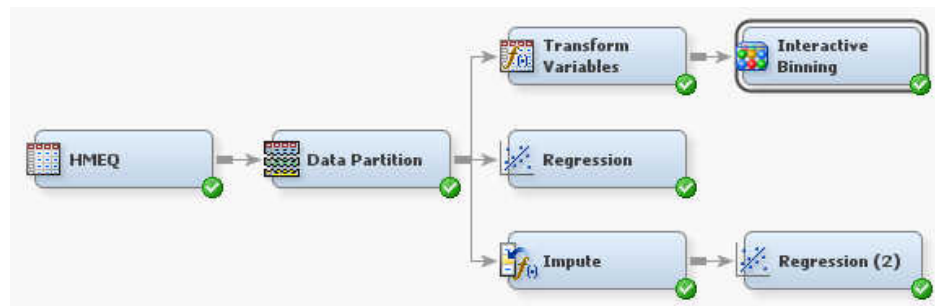 Transform
Variables
Interactive
Binning
HMEQ
Data Partition
Regression
Impute
Regression (2)